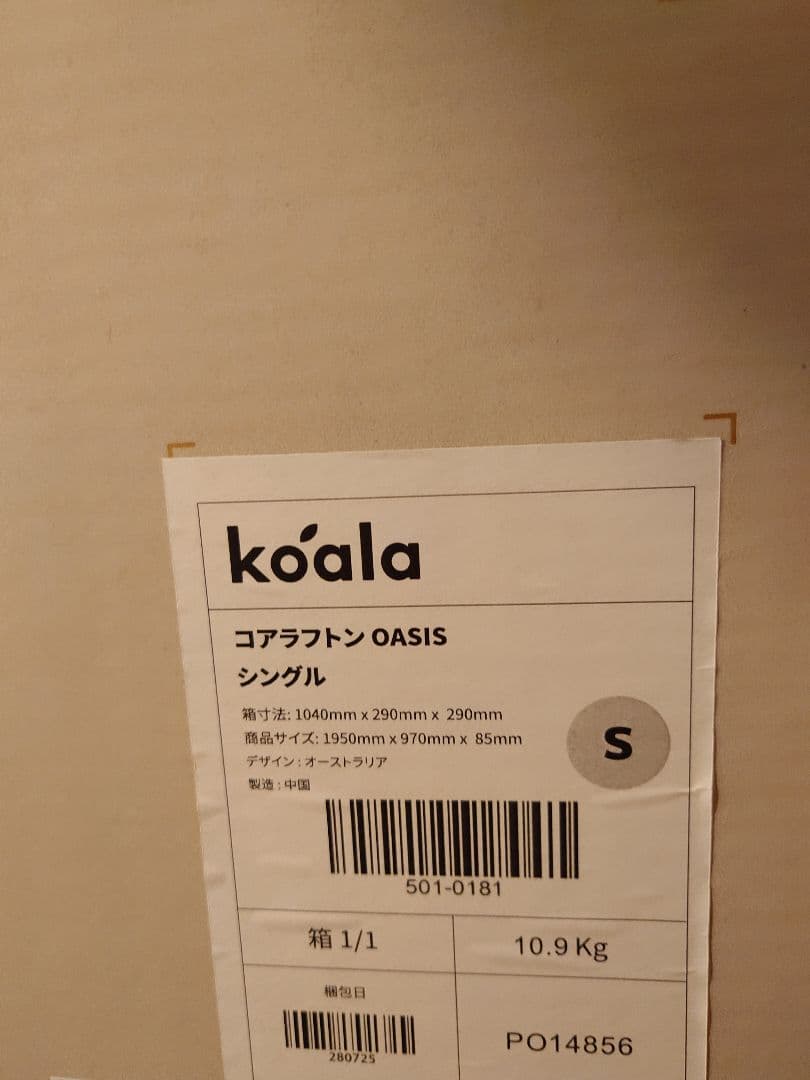 koala
コアラフトン OASIS
シングル
箱寸法: 1040mm x 290mm x 290mm
商品サイズ: 1950mm x 970mm x 85mm
デザイン : オーストラリア
製造 : 中国
S
501-0181
箱 1/1
10.9 Kg
梱包日
280725
PO14856